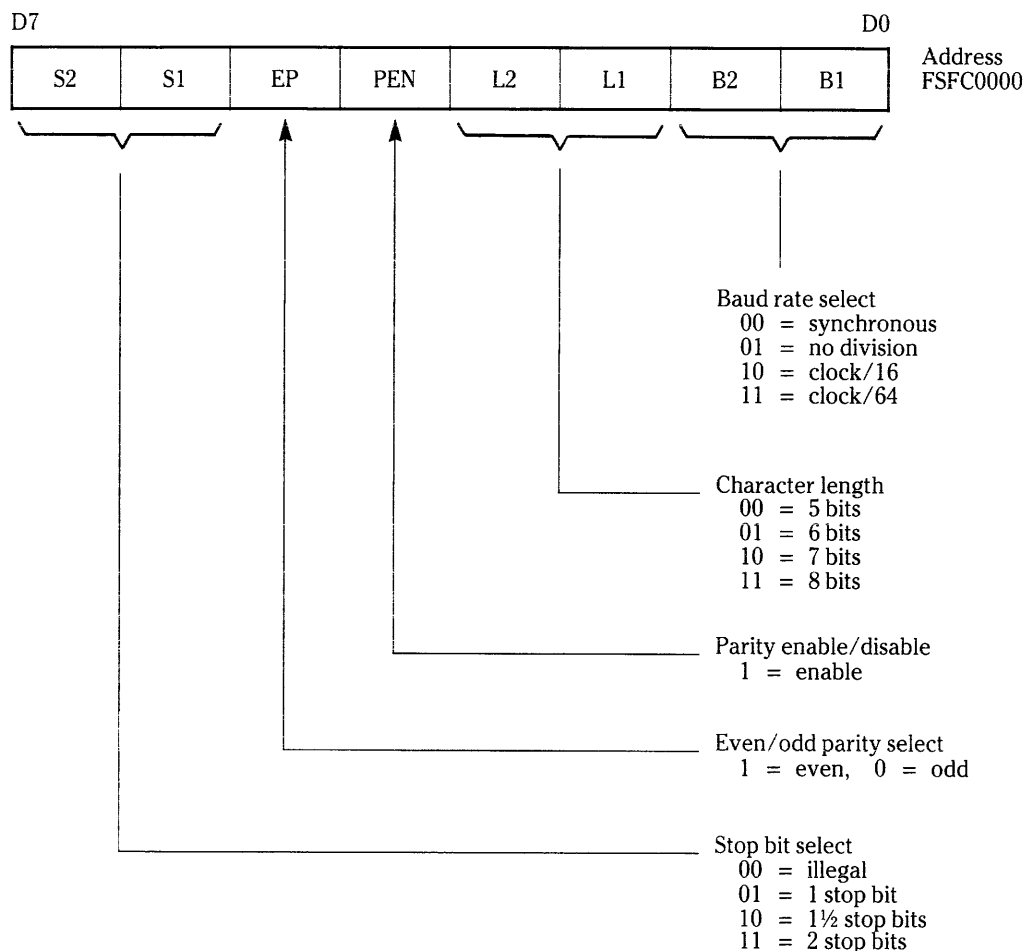 D7 D0
S2 S1 EP PEN L2 L1 B2 B1
Address
FSFC0000
Baud rate select
00 = synchronous
01 = no division
10 = clock/16
11 = clock/64
Character length
00 = 5 bits
01 = 6 bits
10 = 7 bits
11 = 8 bits
Parity enable/disable
1 = enable
Even/odd parity select
1 = even, 0 = odd
Stop bit select
00 = illegal
01 = 1 stop bit
10 = 1½ stop bits
11 = 2 stop bits